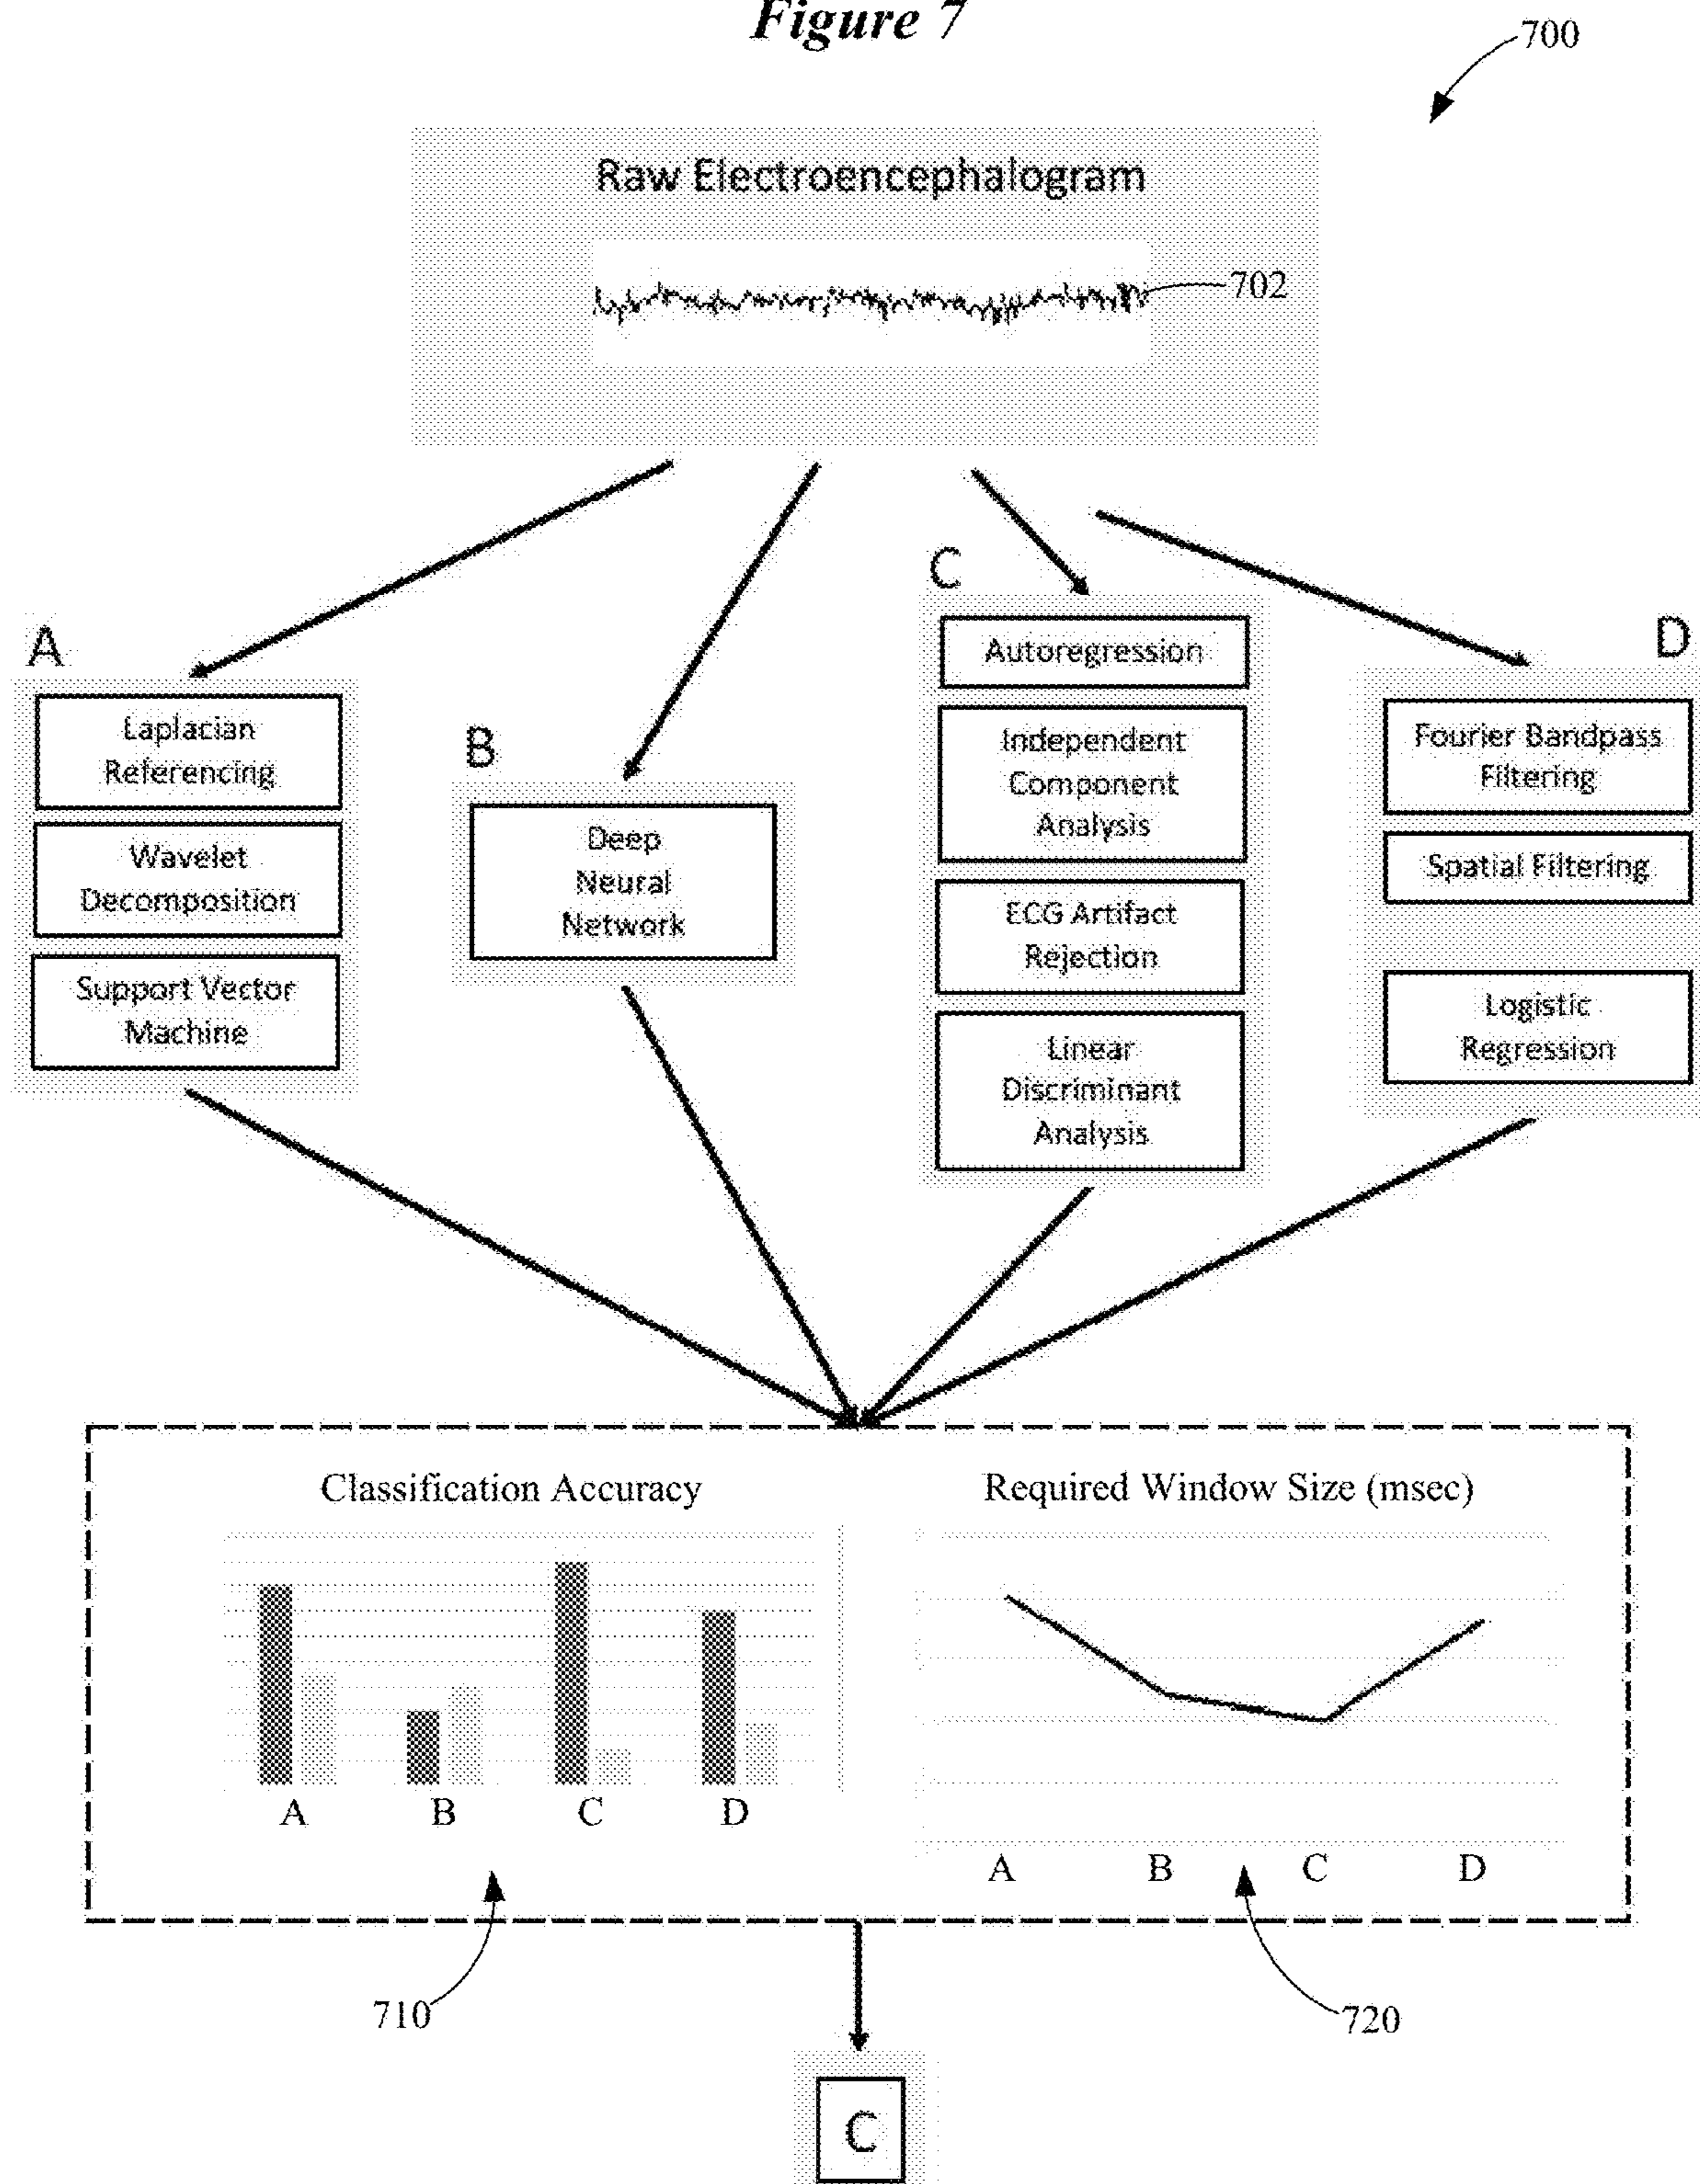 Figure 7
700
Raw Electroencephalogram
702
A
Laplacian
Referencing
Wavelet
Decomposition
Support Vector
Machine
B
Deep
Neural
Network
C
Autoregression
Independent
Component
Analysis
ECG Artifact
Rejection
Linear
Discriminant
Analysis
D
Fourier Bandpass
Filtering
Spatial Filtering
Logistic
Regression
Classification Accuracy
A B C D
710
Required Window Size (msec)
A B C D
720
C